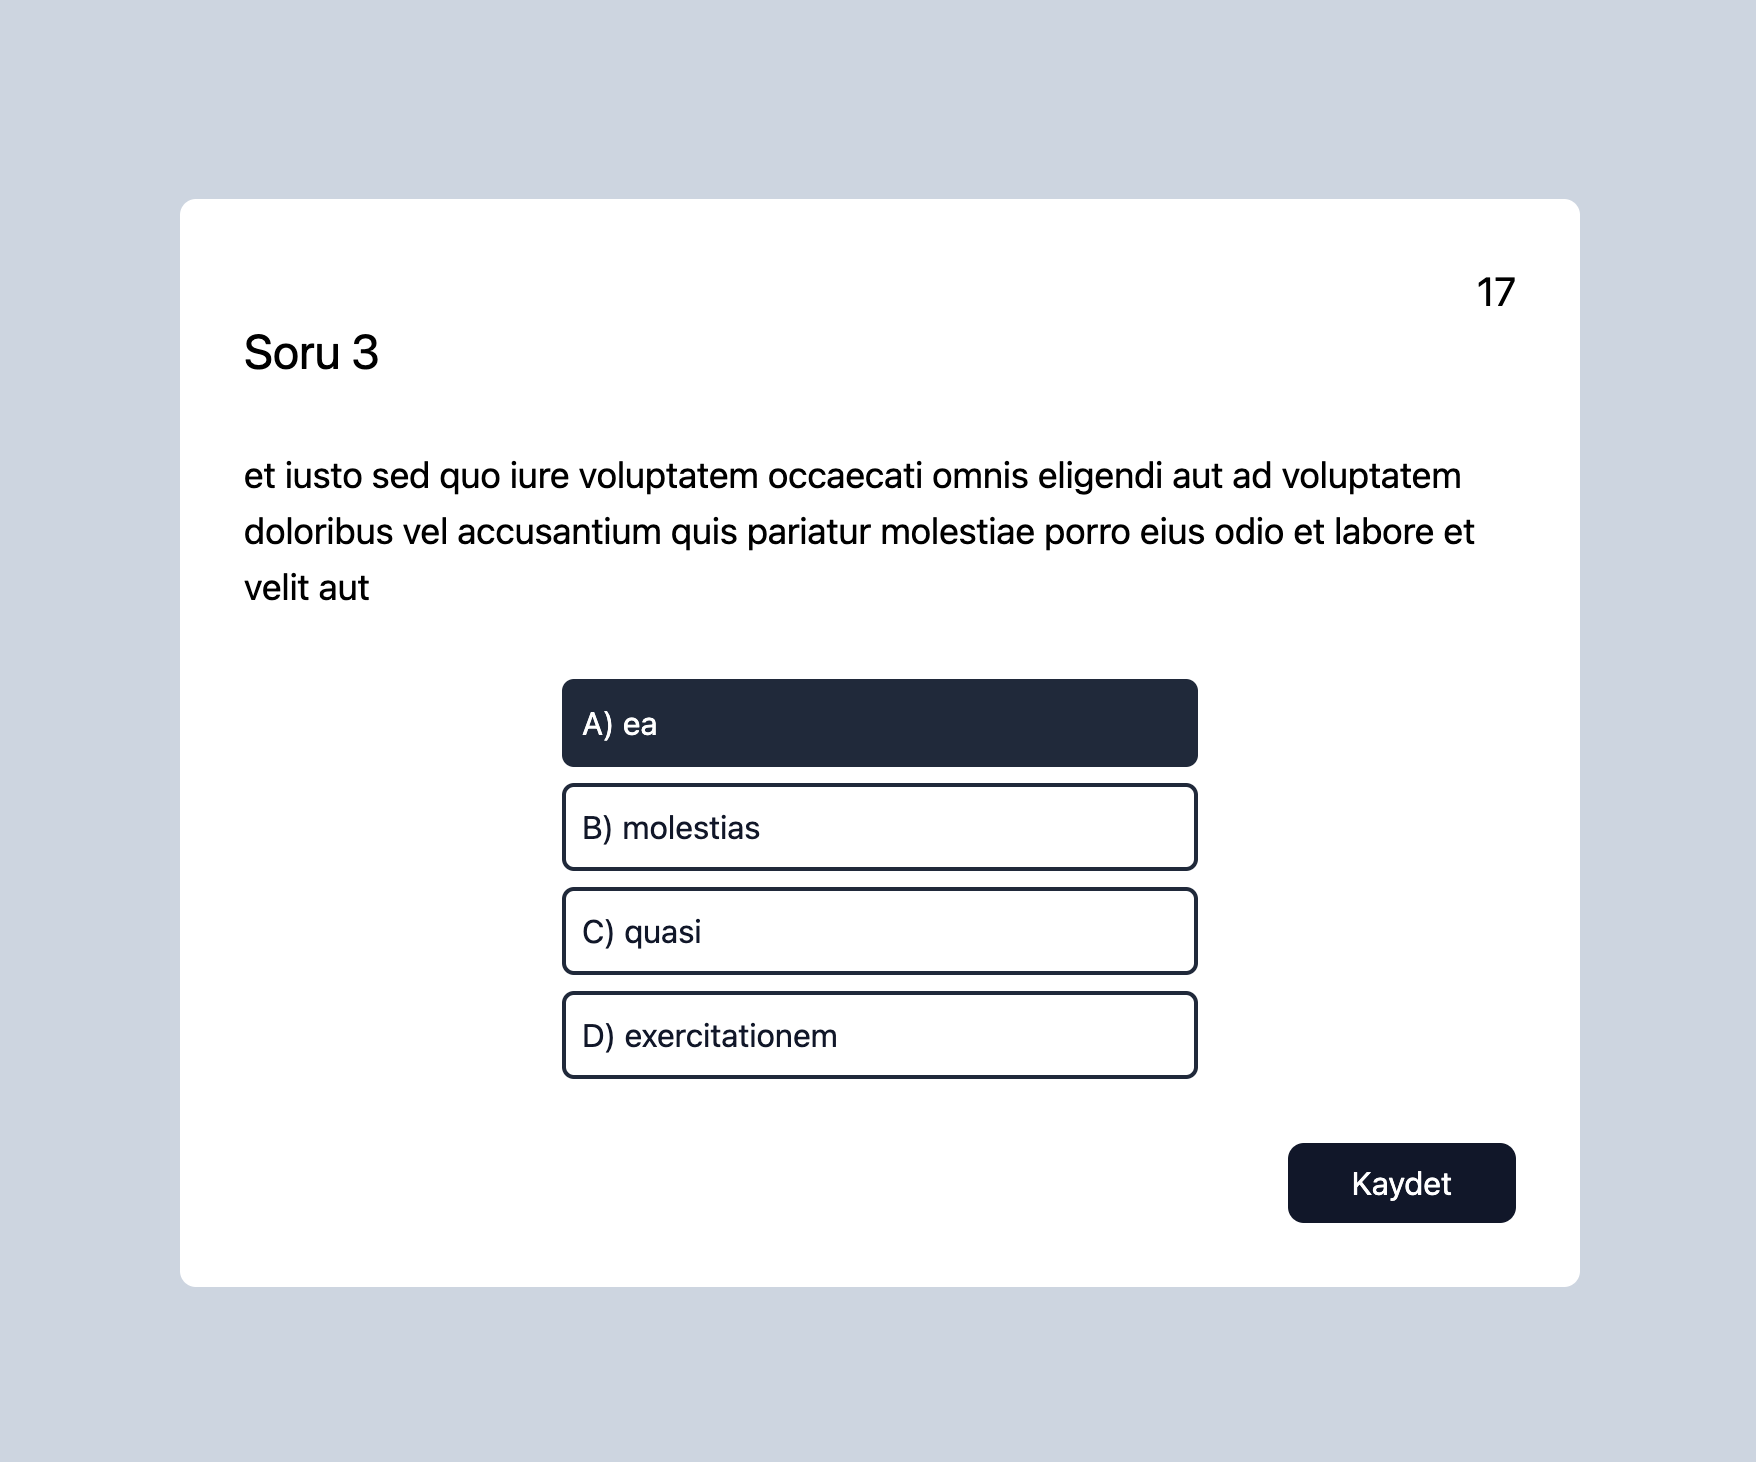 17
Soru 3
et iusto sed quo iure voluptatem occaecati omnis eligendi aut ad voluptatem
doloribus vel accusantium quis pariatur molestiae porro eius odio et labore et
velit aut
A) ea
B) molestias
C) quasi
D) exercitationem
Kaydet